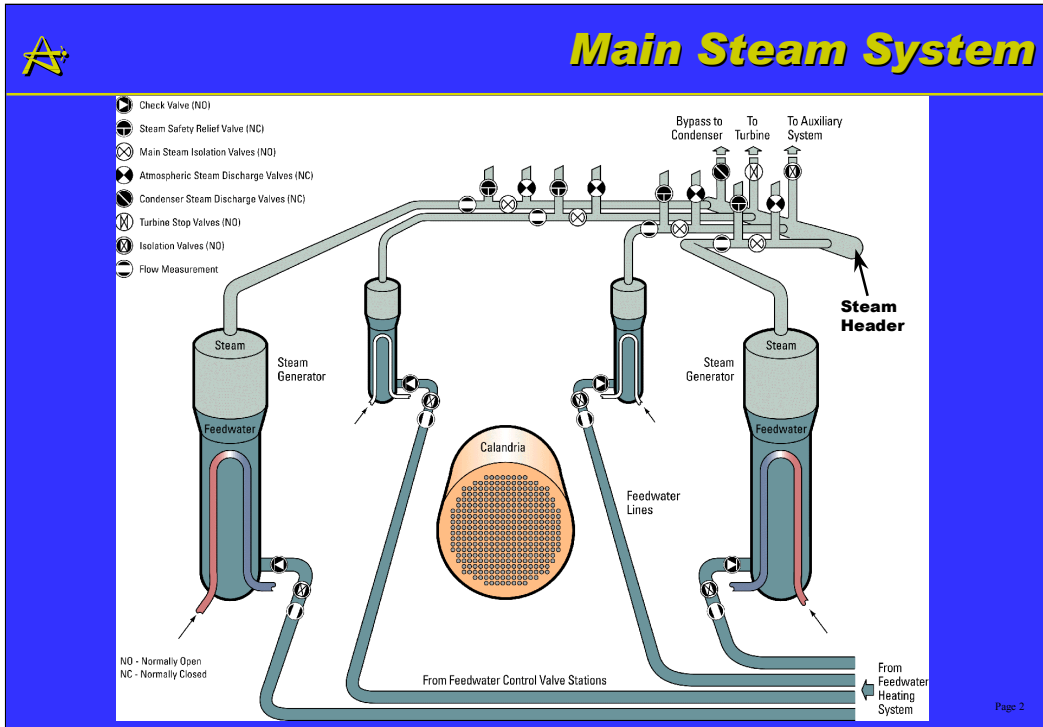 Main Steam System
Check Valve (NO)
Steam Safety Relief Valve (NC)
Main Steam Isolation Valves (NO)
Atmospheric Steam Discharge Valves (NC)
Condenser Steam Discharge Valves (NC)
Turbine Stop Valves (NO)
Isolation Valves (NO)
Flow Measurement
Bypass to
Condenser
To
Turbine
To Auxiliary
System
Steam
Header
Steam
Steam
Generator
Feedwater
Steam
Generator
Steam
Feedwater
Calandria
Feedwater
Lines
NO - Normally Open
NC - Normally Closed
From Feedwater Control Valve Stations
From
Feedwater
Heating
System
Page 2